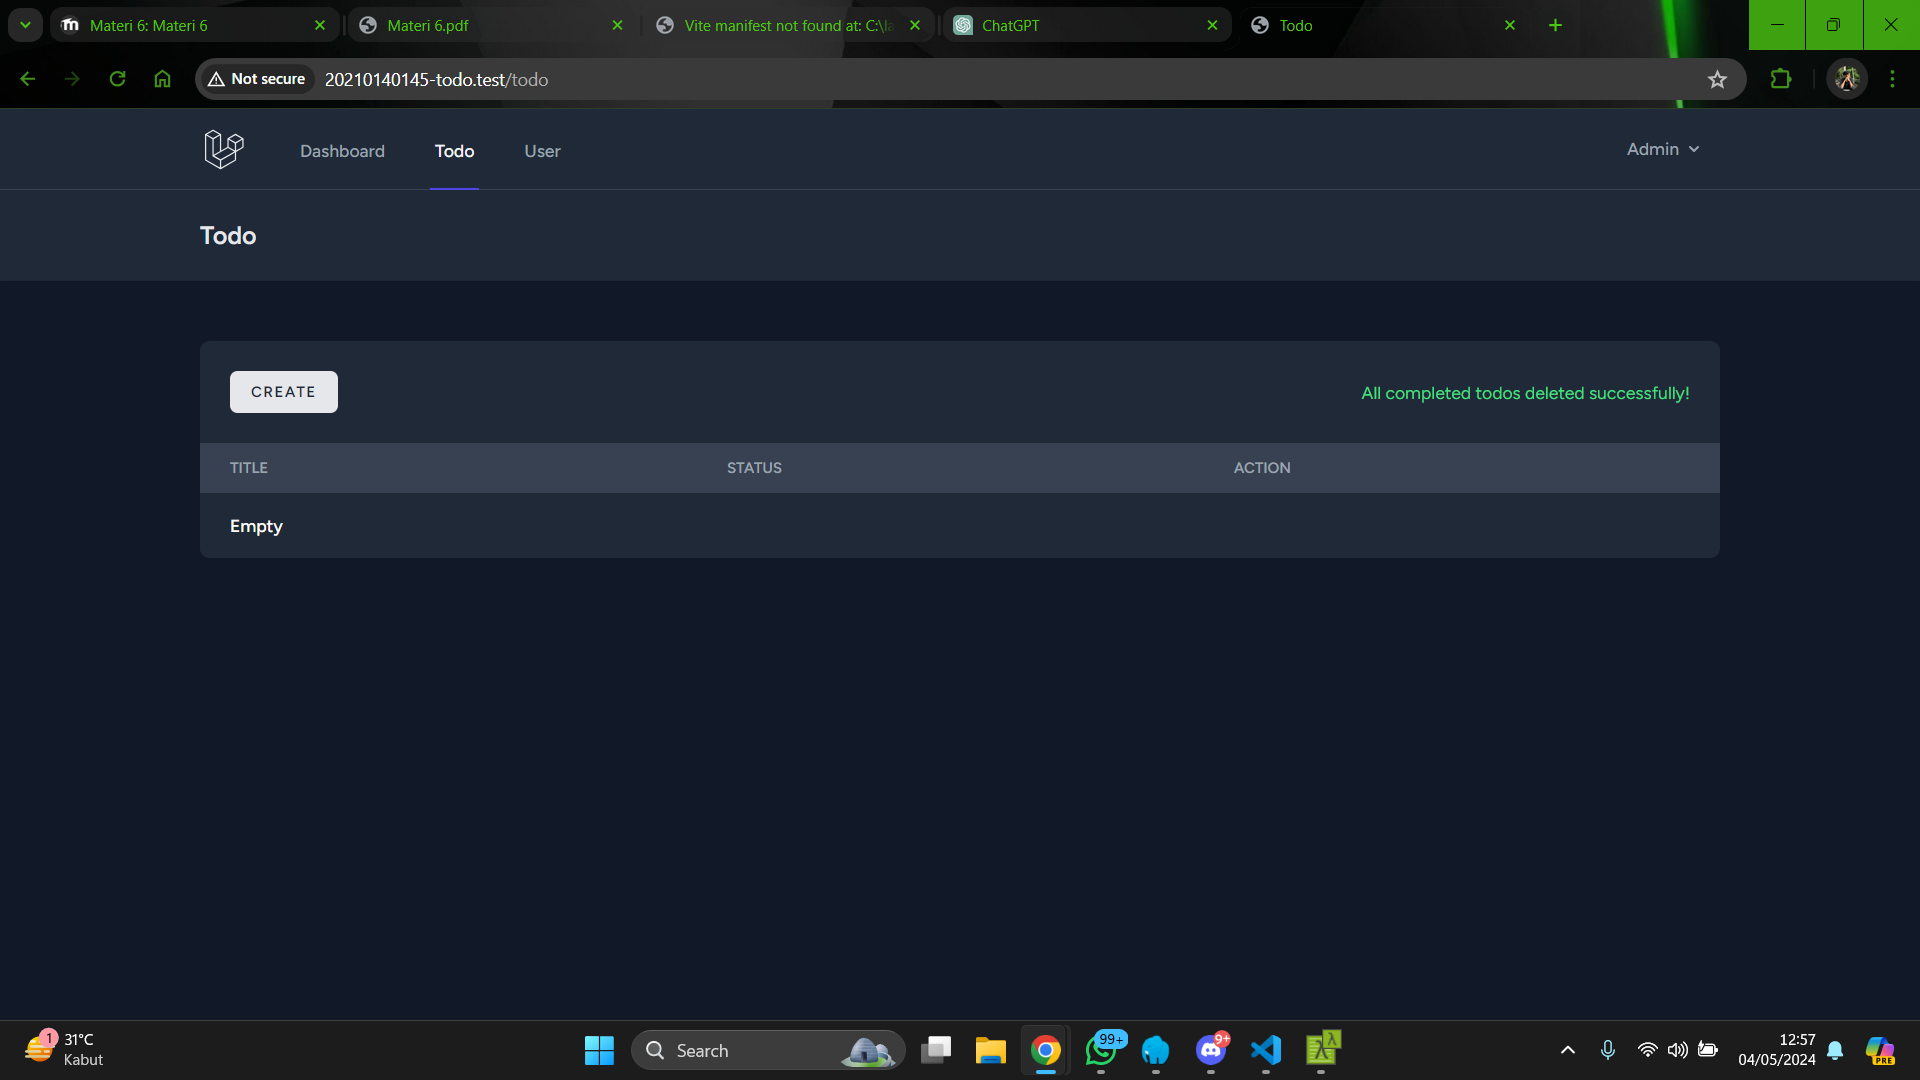 Materi 6: Materi 6
Materi 6.pdf
Vite manifest not found at: C:\la
ChatGPT
Todo
Not secure
20210140145-todo.test/todo
Dashboard
Todo
User
Admin
Todo
CREATE
All completed todos deleted successfully!
TITLE
STATUS
ACTION
Empty
1
31°C
Kabut
Search
99+
9+
12:57
04/05/2024
PRE